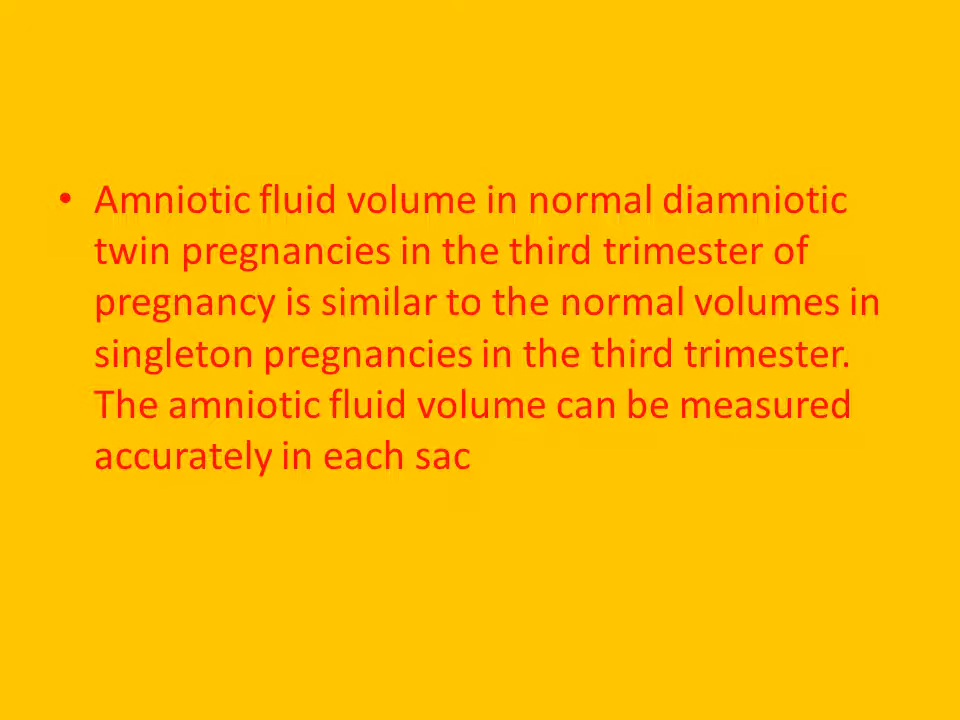 • Amniotic fluid volume in normal diamniotic
twin pregnancies in the third trimester of
pregnancy is similar to the normal volumes in
singleton pregnancies in the third trimester.
The amniotic fluid volume can be measured
accurately in each sac